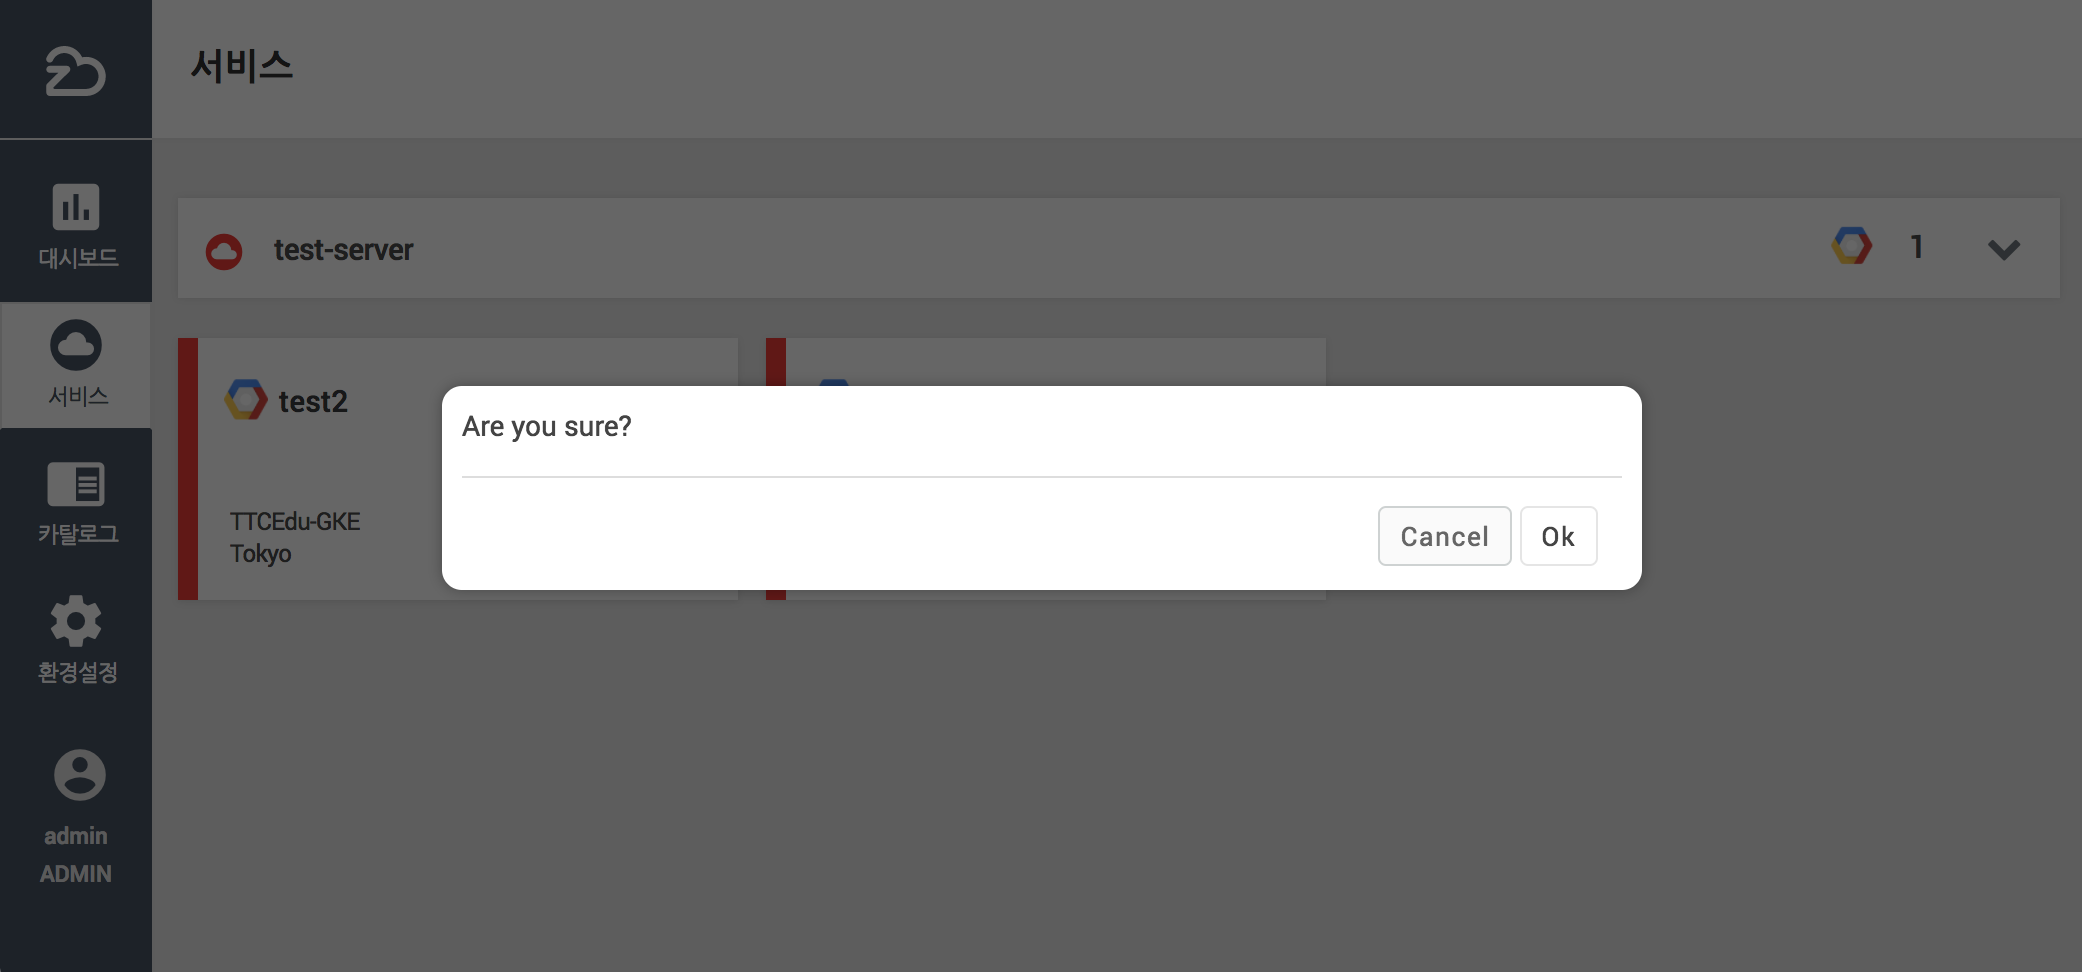 서비스
대시보드
서비스
카탈로그
환경설정
admin
ADMIN
test-server
1
test2
TTCEdu-GKE
Tokyo
Are you sure?
Cancel
Ok